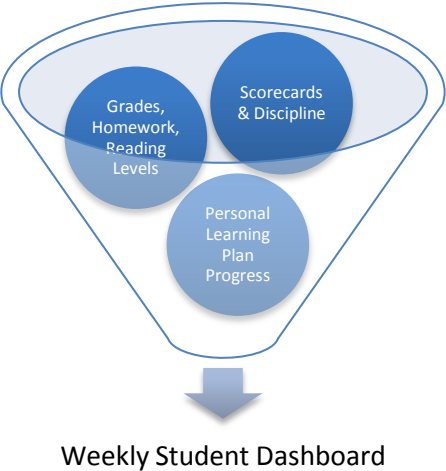 Grades,
Homework,
Reading
Levels
Scorecards
& Discipline
Personal
Learning
Plan
Progress
Weekly Student Dashboard